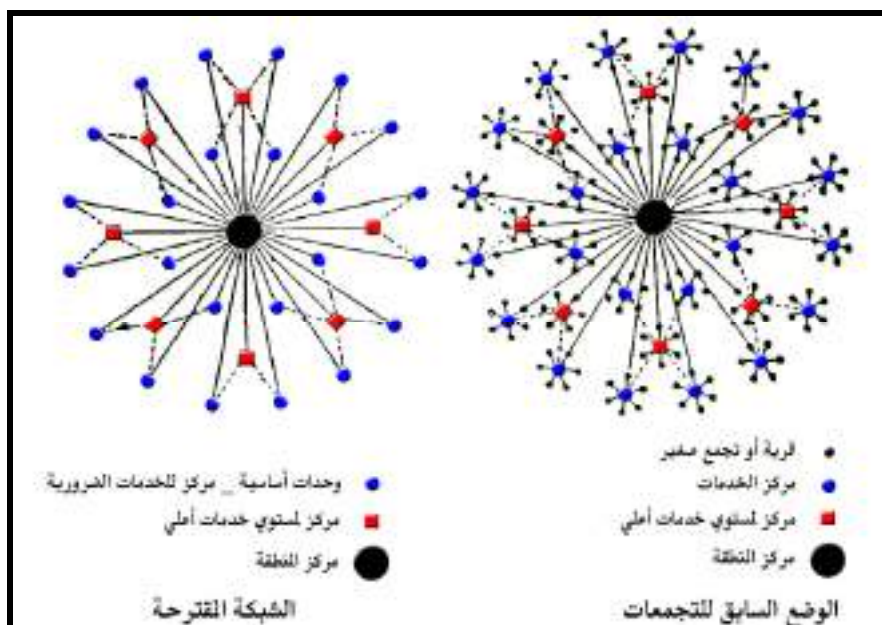 قرية أو تجمع صغير
مركز الخدمات
مركز لمستوي خدمات أعلي
مركز المنطقة
الوضع السابق للتجمعات
وحدات أساسية _ مركز للخدمات الضرورية
مركز لمستوي خدمات أعلي
مركز المنطقة
الشبكة المقترحة